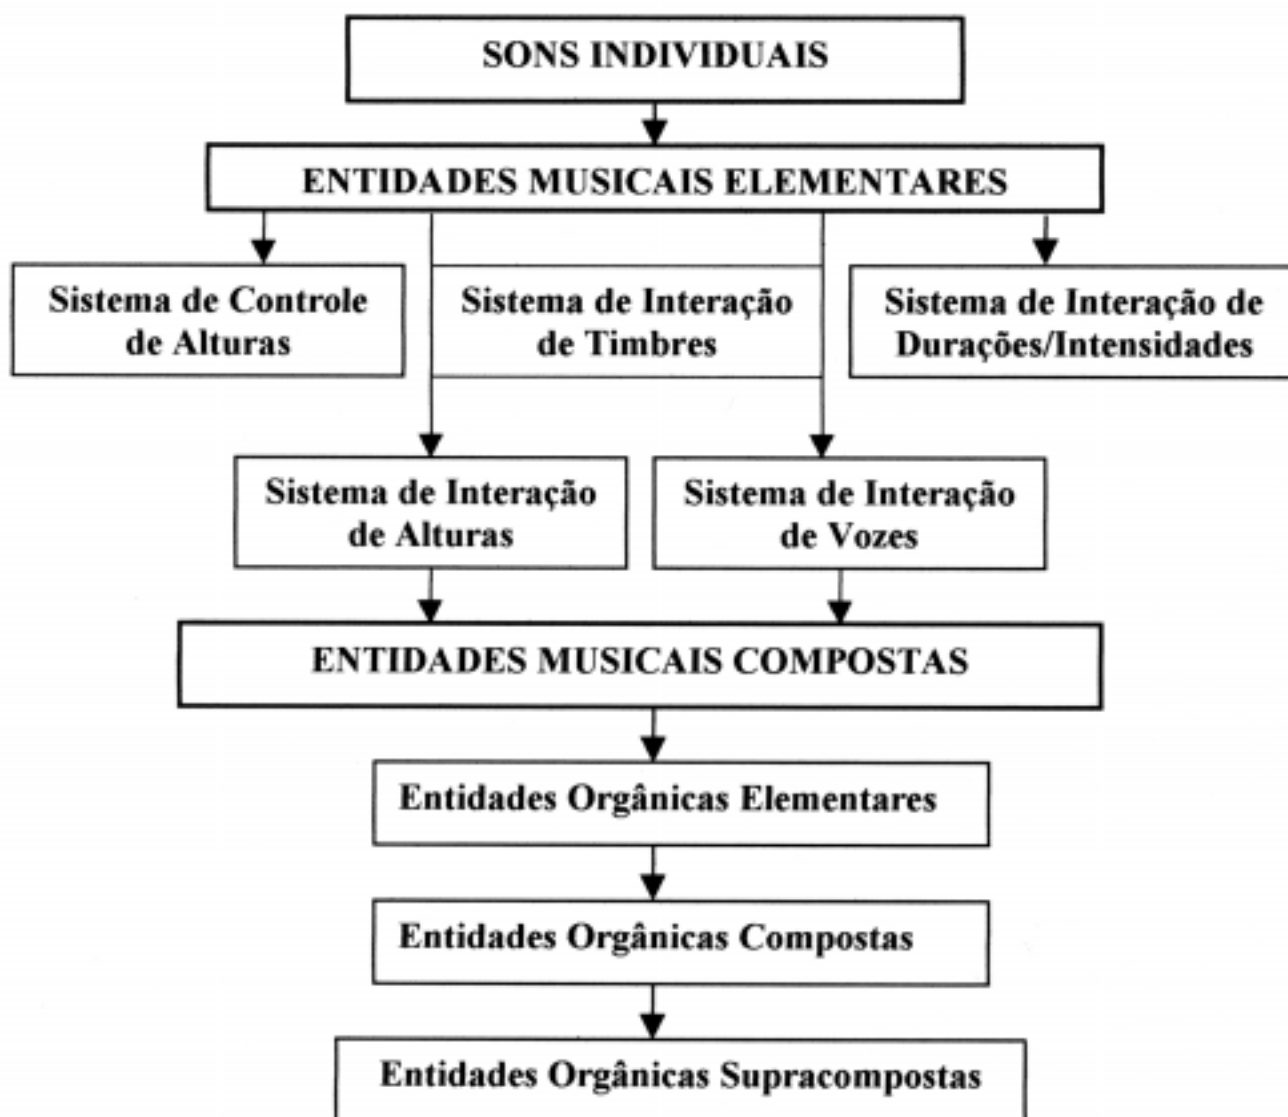 SONS INDIVIDUAIS
ENTIDADES MUSICAIS ELEMENTARES
Sistema de Controle
de Alturas
Sistema de Interação
de Timbres
Sistema de Interação de
Durações/Intensidades
Sistema de Interação
de Alturas
Sistema de Interação
de Vozes
ENTIDADES MUSICAIS COMPOSTAS
Entidades Orgânicas Elementares
Entidades Orgânicas Compostas
Entidades Orgânicas Supracompostas